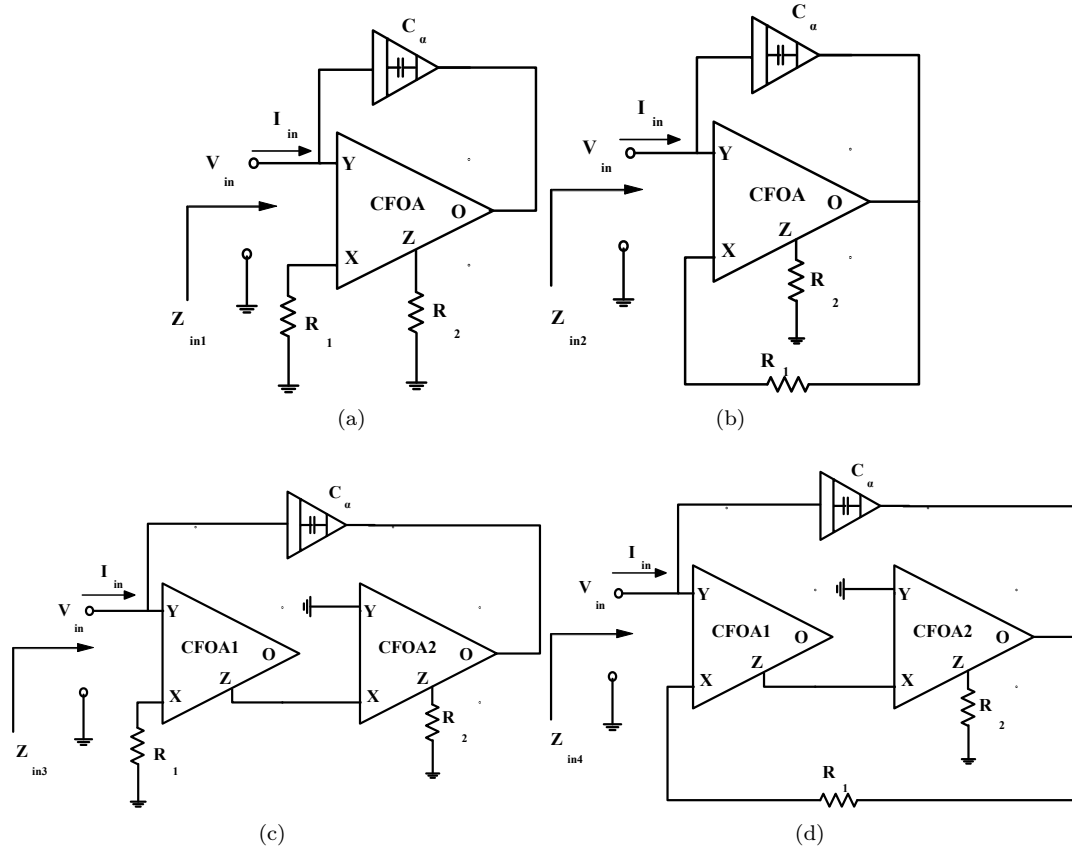 C α
I in
V in
Y
CFOA
O
Z
X
R 1
R 2
Z in1
(a)
C α
I in
V in
Y
CFOA
O
Z
X
R 2
Z in2
R 1
(b)
C α
I in
V in
Y
CFOA1
O
Z
X
Y
CFOA2
O
Z
X
R 1
R 2
Z in3
(c)
C α
I in
V in
Y
CFOA1
O
Z
X
Y
CFOA2
O
Z
X
R 2
Z in4
R 1
(d)